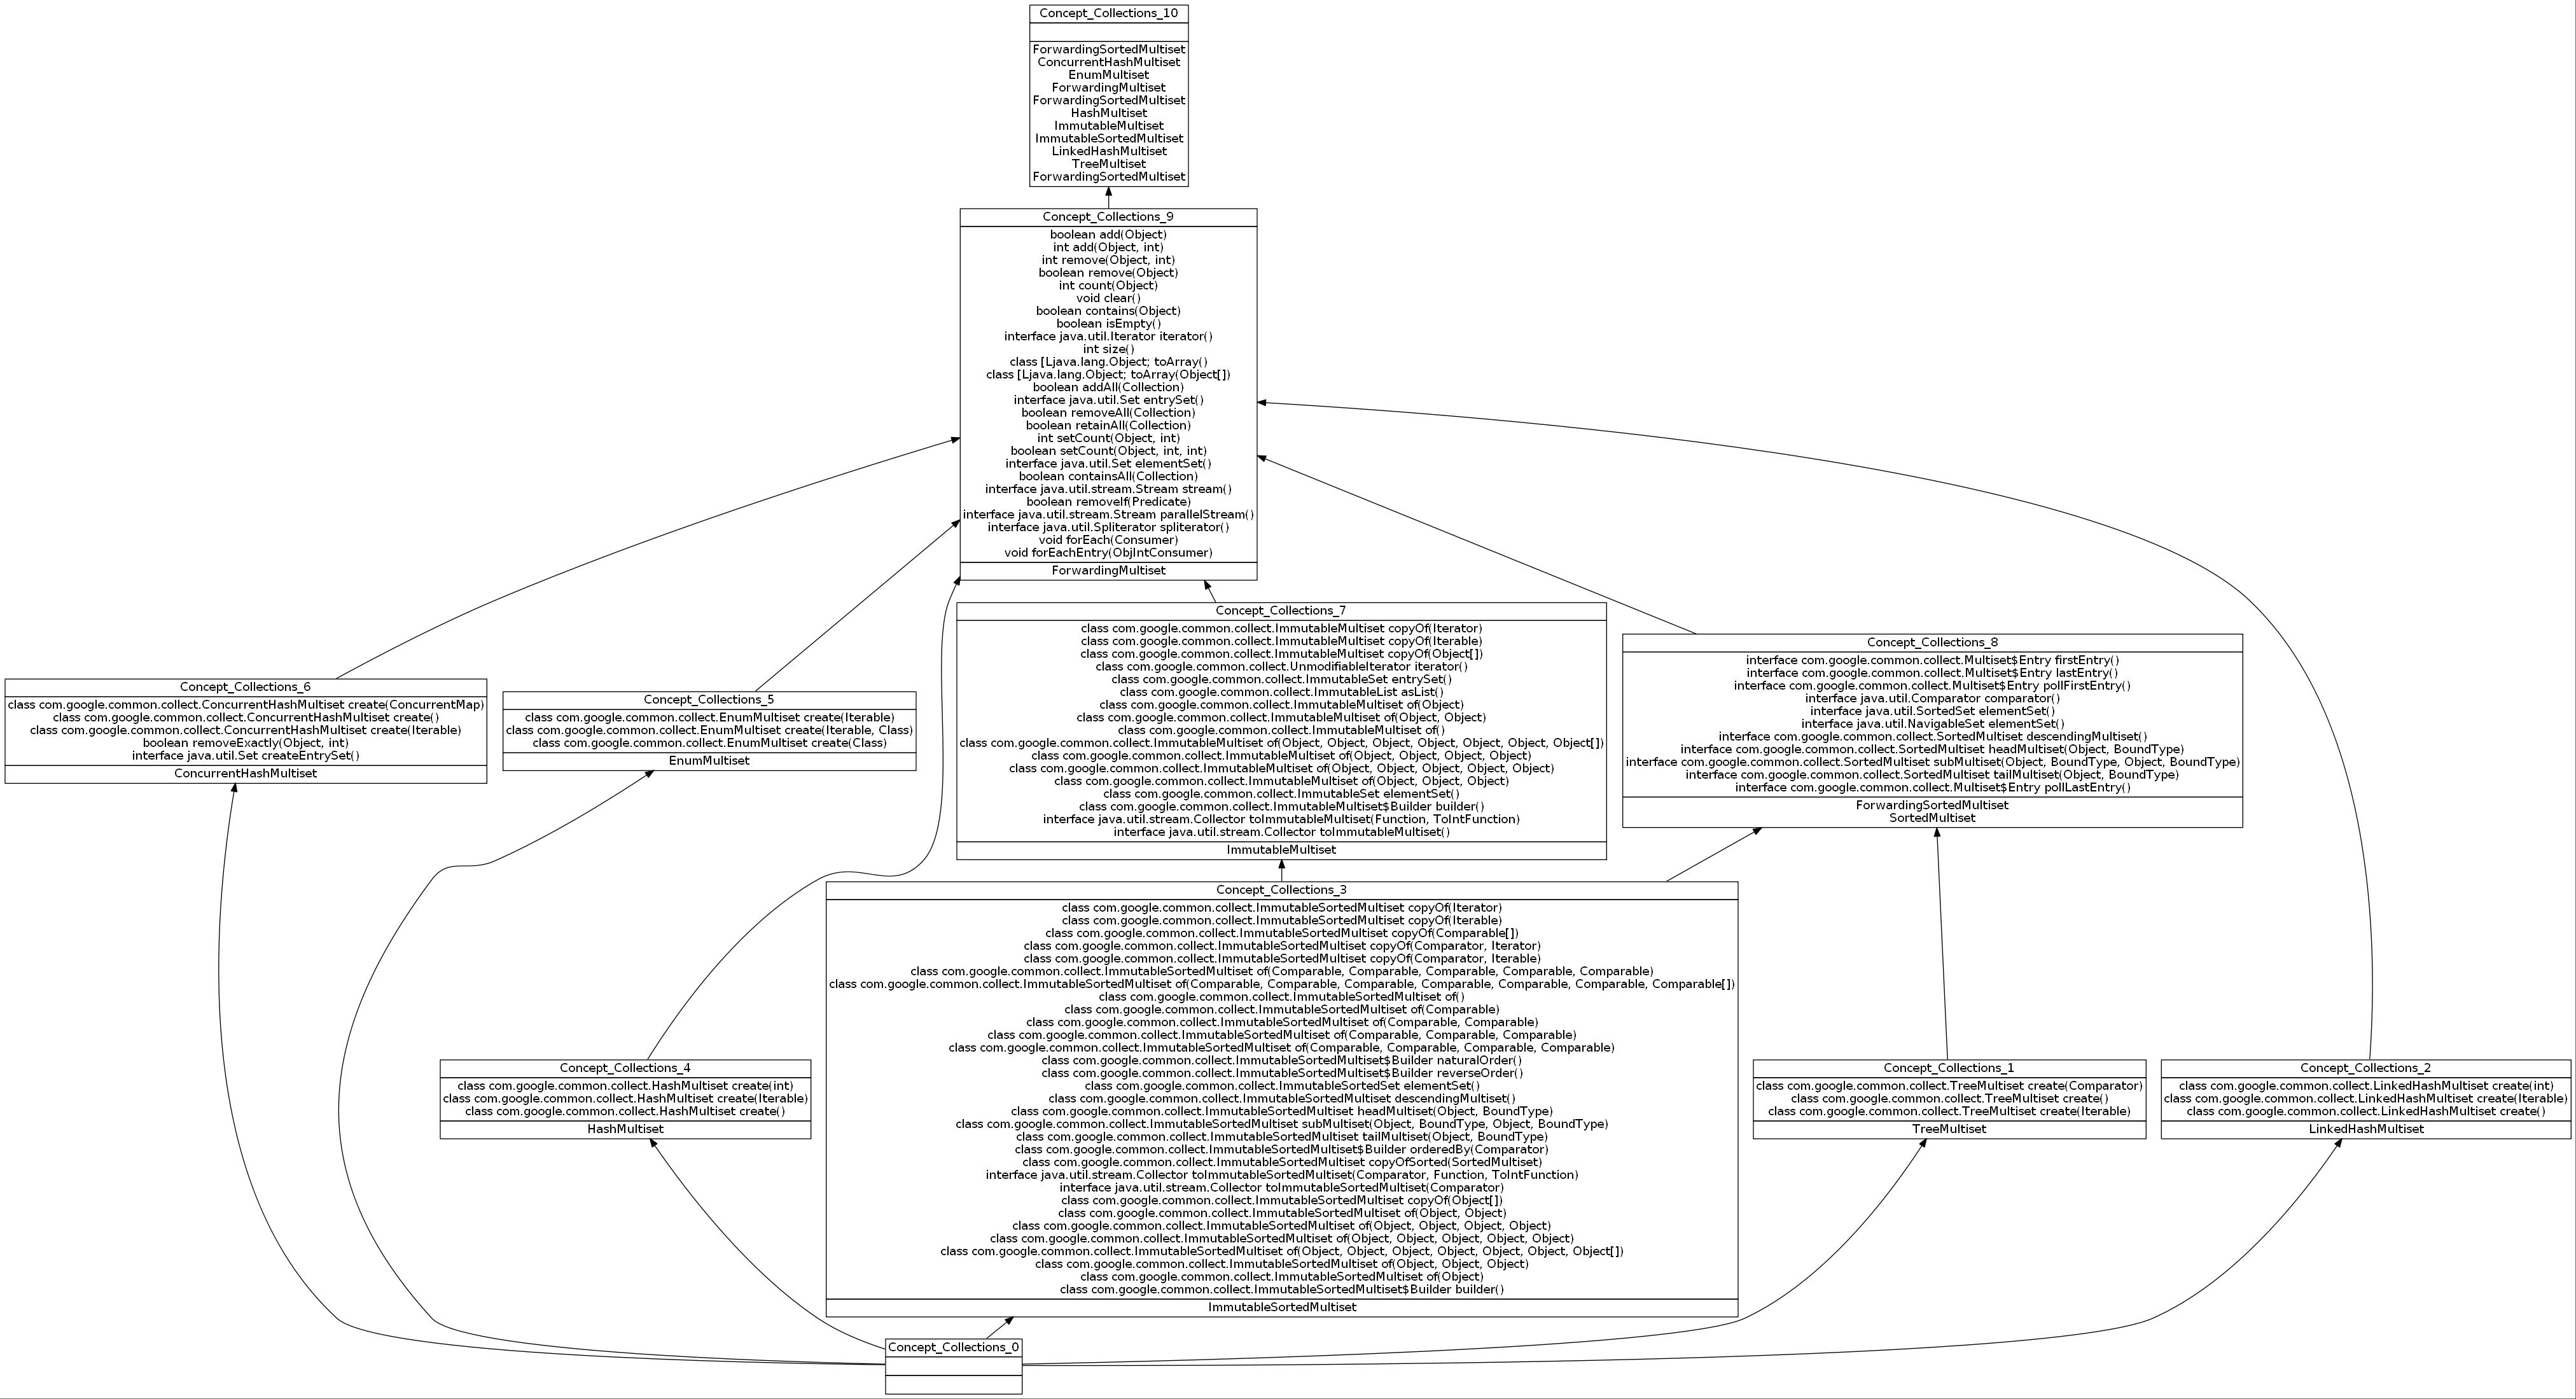 Concept_Collections_10
ForwardingSortedMultiset
ConcurrentHashMultiset
EnumMultiset
ForwardingMultiset
ForwardingSortedMultiset
HashMultiset
ImmutableMultiset
ImmutableSortedMultiset
LinkedHashMultiset
TreeMultiset
ForwardingSortedMultiset
Concept_Collections_9
boolean add(Object)
int add(Object, int)
int remove(Object, int)
boolean remove(Object)
int count(Object)
void clear()
boolean contains(Object)
boolean isEmpty()
interface java.util.Iterator iterator()
int size()
class [Ljava.lang.Object; toArray()
class [Ljava.lang.Object; toArray(Object[])
boolean addAll(Collection)
interface java.util.Set entrySet()
boolean removeAll(Collection)
boolean retainAll(Collection)
int setCount(Object, int)
boolean setCount(Object, int, int)
interface java.util.Set elementSet()
boolean containsAll(Collection)
interface java.util.stream.Stream stream()
boolean removeIf(Predicate)
interface java.util.stream.Stream parallelStream()
interface java.util.Spliterator spliterator()
void forEach(Consumer)
void forEachEntry(ObjIntConsumer)
ForwardingMultiset
Concept_Collections_6
class com.google.common.collect.ConcurrentHashMultiset create(ConcurrentMap)
class com.google.common.collect.ConcurrentHashMultiset create()
class com.google.common.collect.ConcurrentHashMultiset create(Iterable)
boolean removeExactly(Object, int)
interface java.util.Set createEntrySet()
ConcurrentHashMultiset
Concept_Collections_5
class com.google.common.collect.EnumMultiset create(Iterable)
class com.google.common.collect.EnumMultiset create(Iterable, Class)
class com.google.common.collect.EnumMultiset create(Class)
EnumMultiset
Concept_Collections_7
class com.google.common.collect.ImmutableMultiset copyOf(Iterator)
class com.google.common.collect.ImmutableMultiset copyOf(Iterable)
class com.google.common.collect.ImmutableMultiset copyOf(Object[])
class com.google.common.collect.UnmodifiableIterator iterator()
class com.google.common.collect.ImmutableSet entrySet()
class com.google.common.collect.ImmutableList asList()
class com.google.common.collect.ImmutableMultiset of(Object)
class com.google.common.collect.ImmutableMultiset of(Object, Object)
class com.google.common.collect.ImmutableMultiset of()
class com.google.common.collect.ImmutableMultiset of(Object, Object, Object, Object, Object, Object, Object[])
class com.google.common.collect.ImmutableMultiset of(Object, Object, Object, Object)
class com.google.common.collect.ImmutableMultiset of(Object, Object, Object, Object, Object)
class com.google.common.collect.ImmutableMultiset of(Object, Object, Object)
class com.google.common.collect.ImmutableSet elementSet()
class com.google.common.collect.ImmutableMultiset$Builder builder()
interface java.util.stream.Collector toImmutableMultiset(Function, ToIntFunction)
interface java.util.stream.Collector toImmutableMultiset()
ImmutableMultiset
Concept_Collections_8
interface com.google.common.collect.Multiset$Entry firstEntry()
interface com.google.common.collect.Multiset$Entry lastEntry()
interface com.google.common.collect.Multiset$Entry pollFirstEntry()
interface java.util.Comparator comparator()
interface java.util.SortedSet elementSet()
interface java.util.NavigableSet elementSet()
interface com.google.common.collect.SortedMultiset descendingMultiset()
interface com.google.common.collect.SortedMultiset headMultiset(Object, BoundType)
interface com.google.common.collect.SortedMultiset subMultiset(Object, BoundType, Object, BoundType)
interface com.google.common.collect.SortedMultiset tailMultiset(Object, BoundType)
interface com.google.common.collect.Multiset$Entry pollLastEntry()
ForwardingSortedMultiset
SortedMultiset
Concept_Collections_4
class com.google.common.collect.HashMultiset create(int)
class com.google.common.collect.HashMultiset create(Iterable)
class com.google.common.collect.HashMultiset create()
HashMultiset
Concept_Collections_3
class com.google.common.collect.ImmutableSortedMultiset copyOf(Iterator)
class com.google.common.collect.ImmutableSortedMultiset copyOf(Iterable)
class com.google.common.collect.ImmutableSortedMultiset copyOf(Comparable[])
class com.google.common.collect.ImmutableSortedMultiset copyOf(Comparator, Iterator)
class com.google.common.collect.ImmutableSortedMultiset copyOf(Comparator, Iterable)
class com.google.common.collect.ImmutableSortedMultiset of(Comparable, Comparable, Comparable, Comparable, Comparable)
class com.google.common.collect.ImmutableSortedMultiset of(Comparable, Comparable, Comparable, Comparable, Comparable, Comparable, Comparable[])
class com.google.common.collect.ImmutableSortedMultiset of()
class com.google.common.collect.ImmutableSortedMultiset of(Comparable)
class com.google.common.collect.ImmutableSortedMultiset of(Comparable, Comparable)
class com.google.common.collect.ImmutableSortedMultiset of(Comparable, Comparable, Comparable)
class com.google.common.collect.ImmutableSortedMultiset of(Comparable, Comparable, Comparable, Comparable)
class com.google.common.collect.ImmutableSortedMultiset$Builder naturalOrder()
class com.google.common.collect.ImmutableSortedMultiset$Builder reverseOrder()
class com.google.common.collect.ImmutableSortedSet elementSet()
class com.google.common.collect.ImmutableSortedMultiset descendingMultiset()
class com.google.common.collect.ImmutableSortedMultiset headMultiset(Object, BoundType)
class com.google.common.collect.ImmutableSortedMultiset subMultiset(Object, BoundType, Object, BoundType)
class com.google.common.collect.ImmutableSortedMultiset tailMultiset(Object, BoundType)
class com.google.common.collect.ImmutableSortedMultiset$Builder orderedBy(Comparator)
class com.google.common.collect.ImmutableSortedMultiset copyOfSorted(SortedMultiset)
interface java.util.stream.Collector toImmutableSortedMultiset(Comparator, Function, ToIntFunction)
interface java.util.stream.Collector toImmutableSortedMultiset(Comparator)
class com.google.common.collect.ImmutableSortedMultiset copyOf(Object[])
class com.google.common.collect.ImmutableSortedMultiset of(Object, Object)
class com.google.common.collect.ImmutableSortedMultiset of(Object, Object, Object, Object)
class com.google.common.collect.ImmutableSortedMultiset of(Object, Object, Object, Object, Object)
class com.google.common.collect.ImmutableSortedMultiset of(Object, Object, Object, Object, Object, Object, Object[])
class com.google.common.collect.ImmutableSortedMultiset of(Object, Object, Object)
class com.google.common.collect.ImmutableSortedMultiset of(Object)
class com.google.common.collect.ImmutableSortedMultiset$Builder builder()
ImmutableSortedMultiset
Concept_Collections_1
class com.google.common.collect.TreeMultiset create(Comparator)
class com.google.common.collect.TreeMultiset create()
class com.google.common.collect.TreeMultiset create(Iterable)
TreeMultiset
Concept_Collections_2
class com.google.common.collect.LinkedHashMultiset create(int)
class com.google.common.collect.LinkedHashMultiset create(Iterable)
class com.google.common.collect.LinkedHashMultiset create()
LinkedHashMultiset
Concept_Collections_0